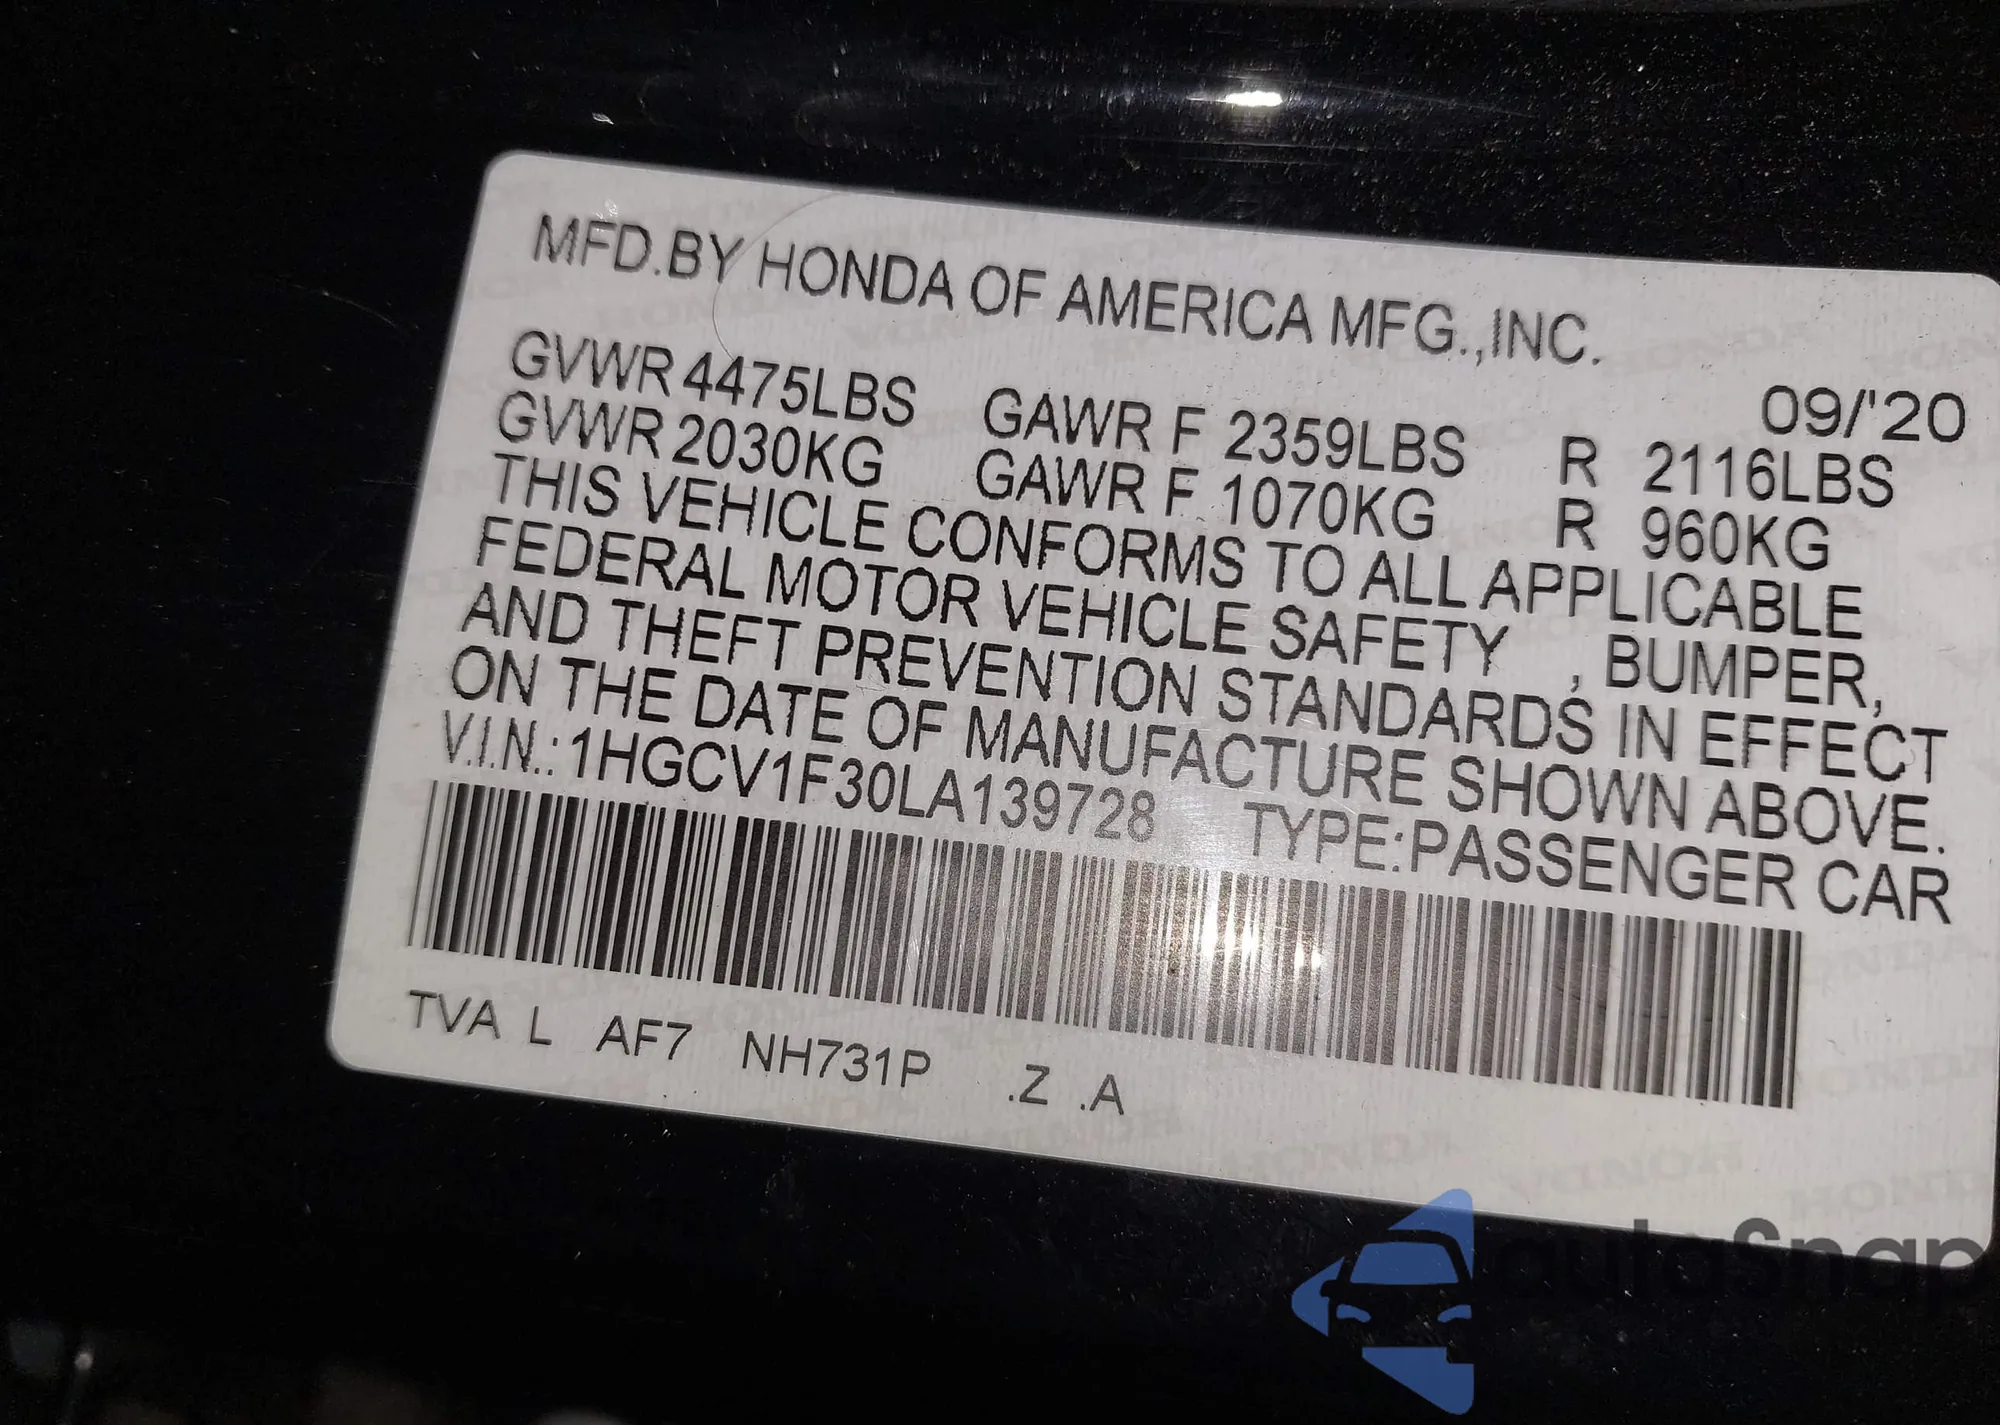 MFD.BY HONDA OF AMERICA MFG.,INC.
09/'20
GVWR 4475LBS GAWR F 2359LBS R 2116LBS
GVWR 2030KG GAWR F 1070KG R 960KG
THIS VEHICLE CONFORMS TO ALL APPLICABLE
FEDERAL MOTOR VEHICLE SAFETY , BUMPER,
AND THEFT PREVENTION STANDARDS IN EFFECT
ON THE DATE OF MANUFACTURE SHOWN ABOVE.
V.I.N.: 1HGCV1F30LA139728 TYPE:PASSENGER CAR
TVA L AF7 NH731P .Z .A
autoSnap